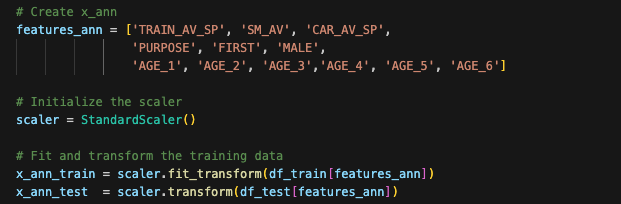 # Create x_ann
features_ann = ['TRAIN_AV_SP', 'SM_AV', 'CAR_AV_SP',
'PURPOSE', 'FIRST', 'MALE',
'AGE_1', 'AGE_2', 'AGE_3','AGE_4', 'AGE_5', 'AGE_6']
# Initialize the scaler
scaler = StandardScaler()
# Fit and transform the training data
x_ann_train = scaler.fit_transform(df_train[features_ann])
x_ann_test  = scaler.transform(df_test[features_ann])